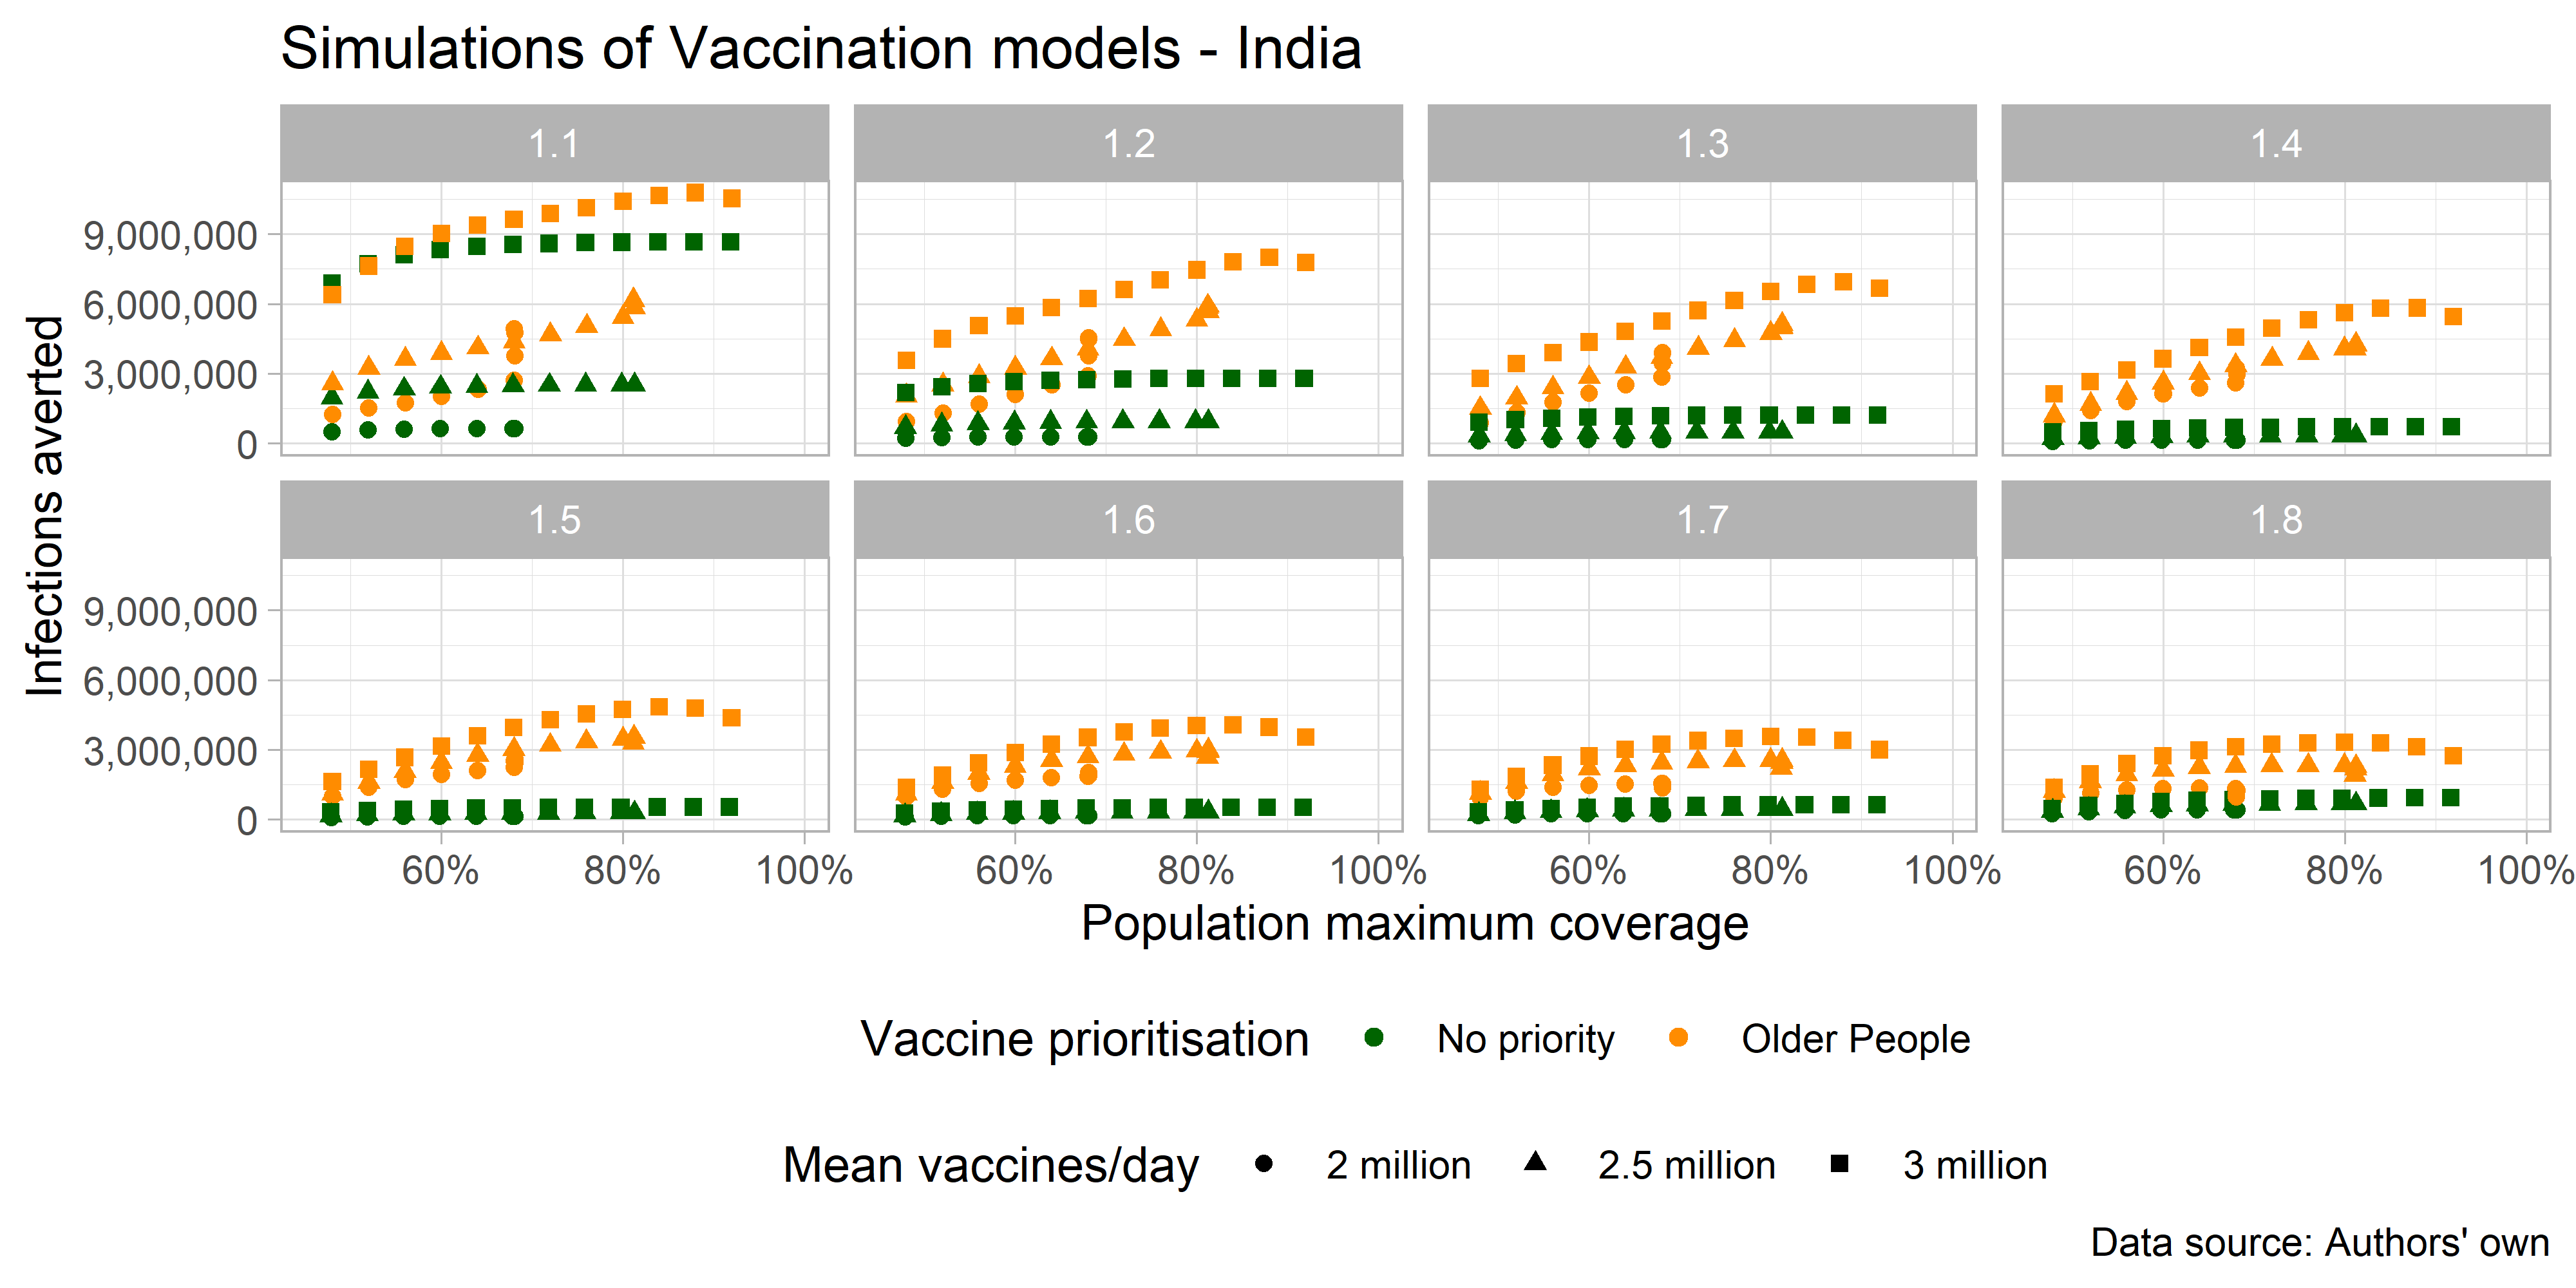 Simulations of Vaccination models - India
1.1 1.2 1.3 1.4
9,000,000
6,000,000
3,000,000
0
1.5 1.6 1.7 1.8
9,000,000
6,000,000
3,000,000
0
Infections averted
60% 80% 100% 60% 80% 100% 60% 80% 100% 60% 80% 100%
Population maximum coverage
Vaccine prioritisation No priority Older People
Mean vaccines/day 2 million 2.5 million 3 million
Data source: Authors' own